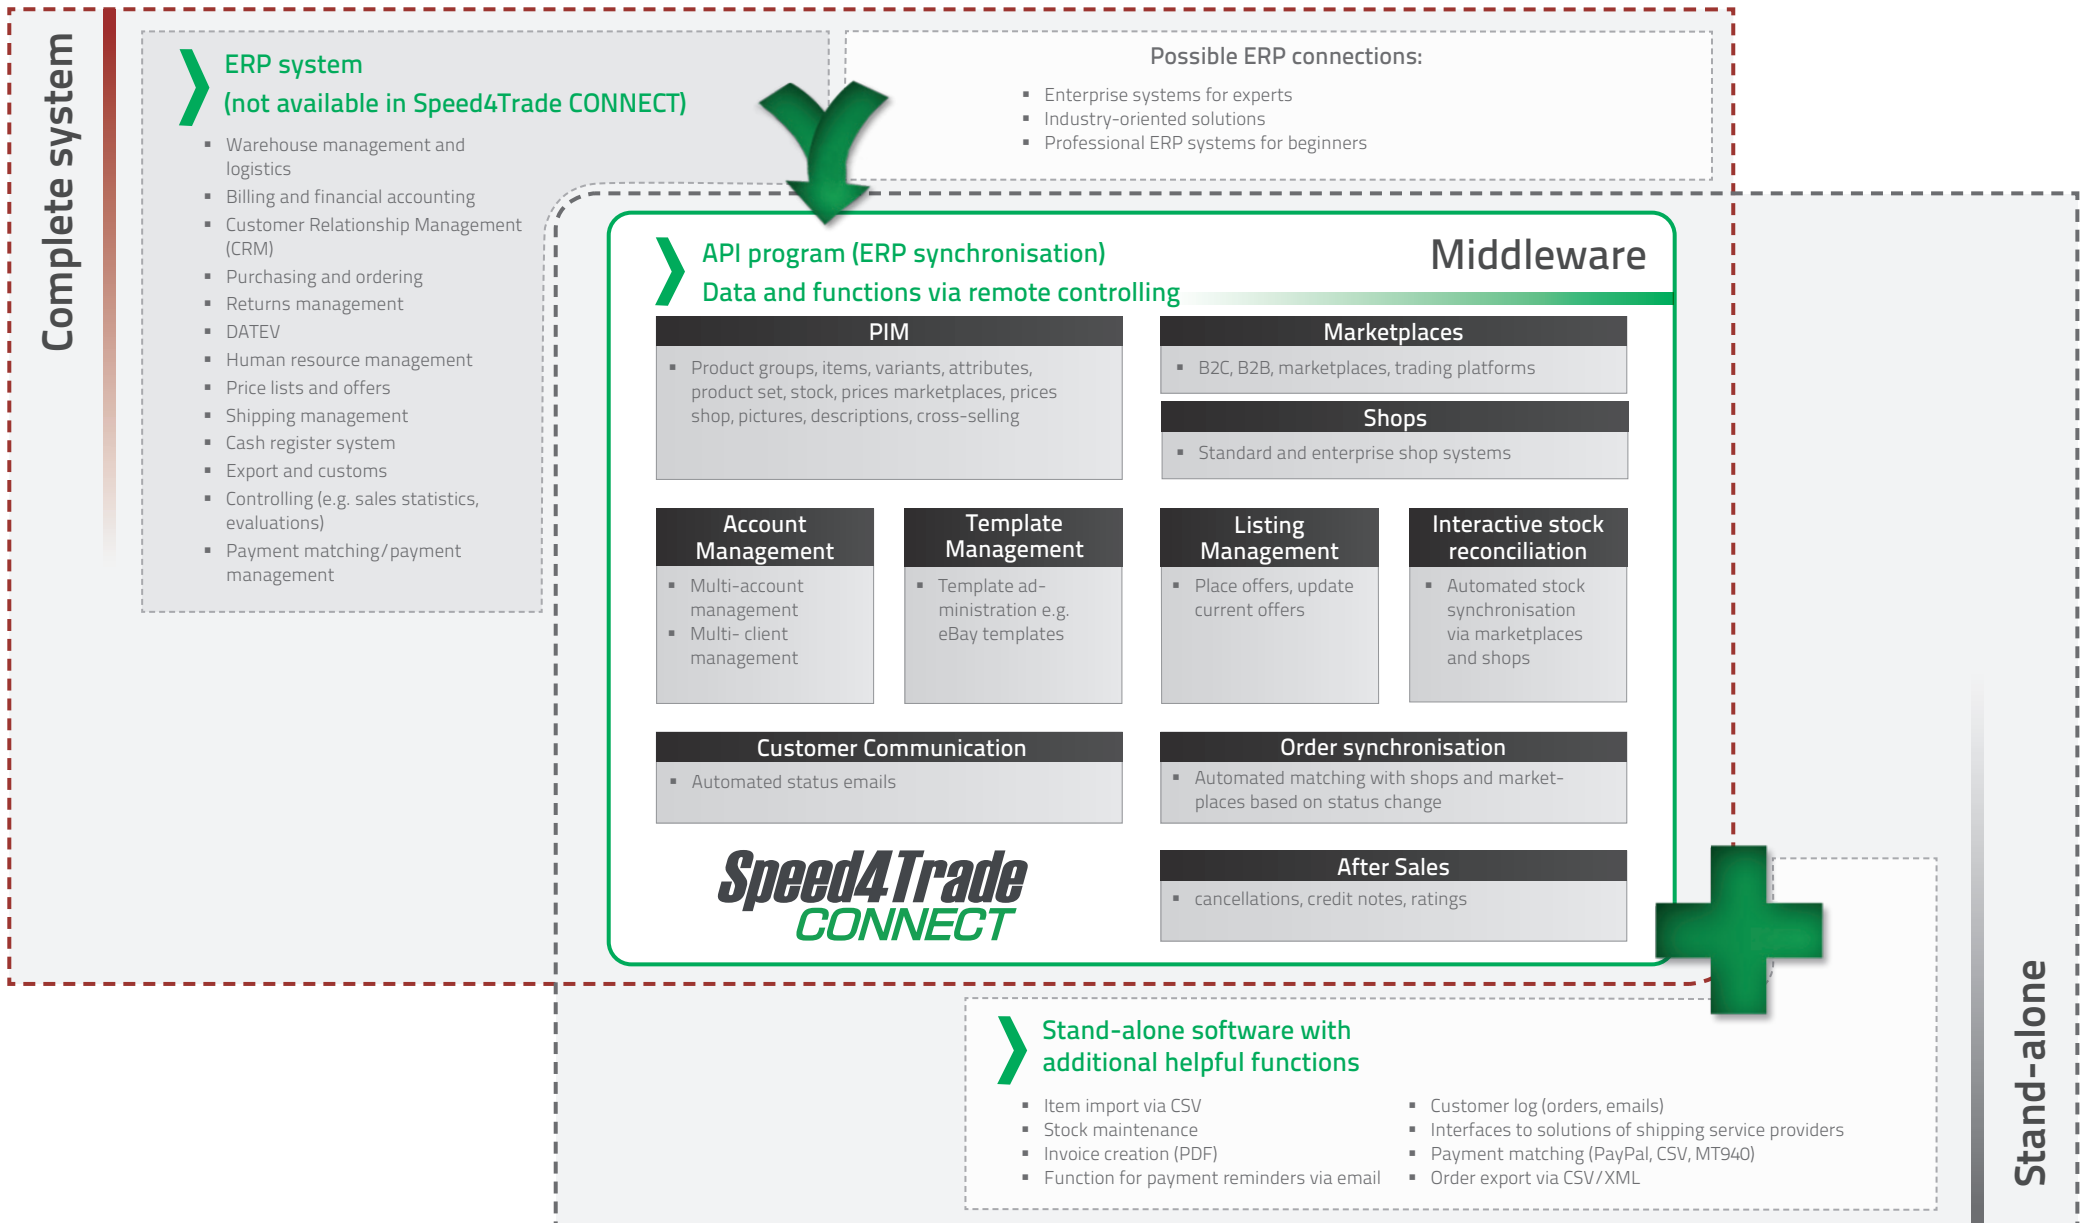 Complete system
ERP system
(not available in Speed4Trade CONNECT)
▪ Warehouse management and
logistics
▪ Billing and financial accounting
▪ Customer Relationship Management
(CRM)
▪ Purchasing and ordering
▪ Returns management
▪ DATEV
▪ Human resource management
▪ Price lists and offers
▪ Shipping management
▪ Cash register system
▪ Export and customs
▪ Controlling (e.g. sales statistics,
evaluations)
▪ Payment matching/payment
management
Possible ERP connections:
▪ Enterprise systems for experts
▪ Industry-oriented solutions
▪ Professional ERP systems for beginners
API program (ERP synchronisation)
Data and functions via remote controlling
Middleware
PIM
▪ Product groups, items, variants, attributes,
product set, stock, prices marketplaces, prices
shop, pictures, descriptions, cross-selling
Marketplaces
▪ B2C, B2B, marketplaces, trading platforms
Shops
▪ Standard and enterprise shop systems
Account
Management
▪ Multi-account
management
▪ Multi- client
management
Template
Management
▪ Template ad-
ministration e.g.
eBay templates
Listing
Management
▪ Place offers, update
current offers
Interactive stock
reconciliation
▪ Automated stock
synchronisation
via marketplaces
and shops
Customer Communication
▪ Automated status emails
Order synchronisation
▪ Automated matching with shops and market-
places based on status change
Speed4Trade
CONNECT
After Sales
▪ cancellations, credit notes, ratings
Stand-alone software with
additional helpful functions
▪ Item import via CSV
▪ Stock maintenance
▪ Invoice creation (PDF)
▪ Function for payment reminders via email
▪ Customer log (orders, emails)
▪ Interfaces to solutions of shipping service providers
▪ Payment matching (PayPal, CSV, MT940)
▪ Order export via CSV/XML
Stand-alone